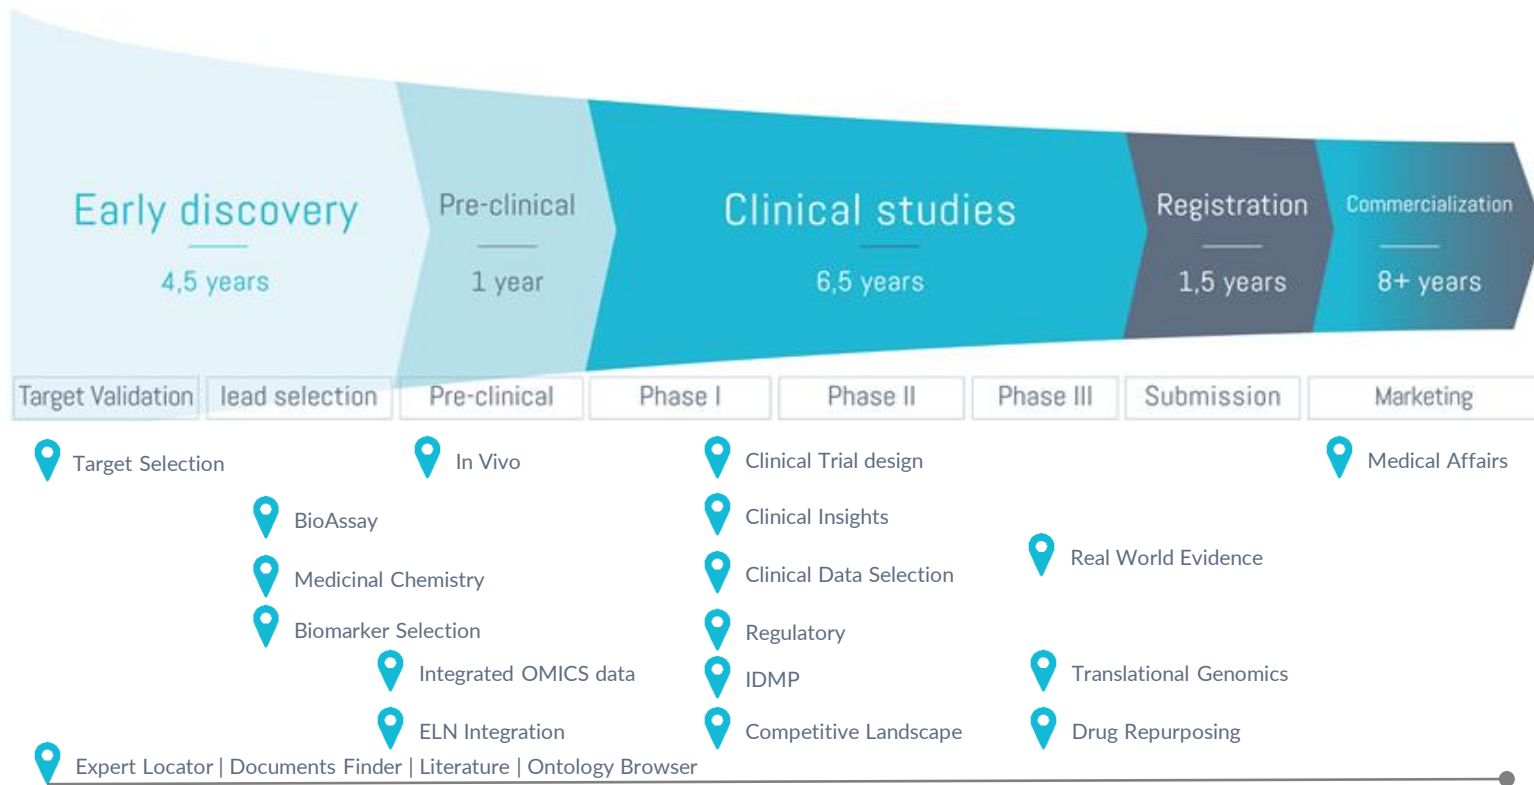 Early discovery
4,5 years
Pre-clinical
1 year
Clinical studies
6,5 years
Registration
1,5 years
Commercialization
8+ years
Target Validation
lead selection
Pre-clinical
Phase I
Phase II
Phase III
Submission
Marketing
Target Selection
In Vivo
Clinical Trial design
Medical Affairs
BioAssay
Clinical Insights
Real World Evidence
Medicinal Chemistry
Clinical Data Selection
Biomarker Selection
Regulatory
Integrated OMICS data
IDMP
Translational Genomics
ELN Integration
Competitive Landscape
Drug Repurposing
Expert Locator | Documents Finder | Literature | Ontology Browser